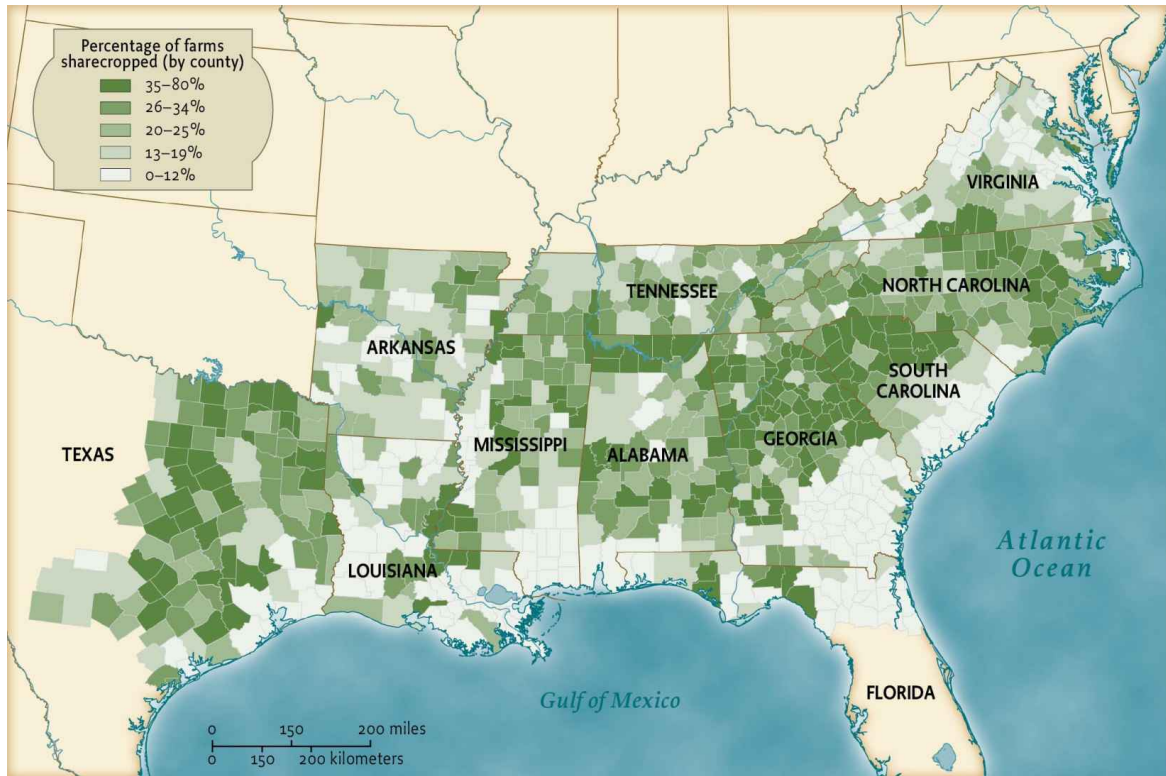 Percentage of farms
sharecropped (by county)
35–80%
26–34%
20–25%
13–19%
0–12%
VIRGINIA
TENNESSEE
NORTH CAROLINA
ARKANSAS
SOUTH
CAROLINA
TEXAS
MISSISSIPPI
ALABAMA
GEORGIA
LOUISIANA
Atlantic
Ocean
Gulf of Mexico
FLORIDA
0 150 200 miles
0 150 200 kilometers